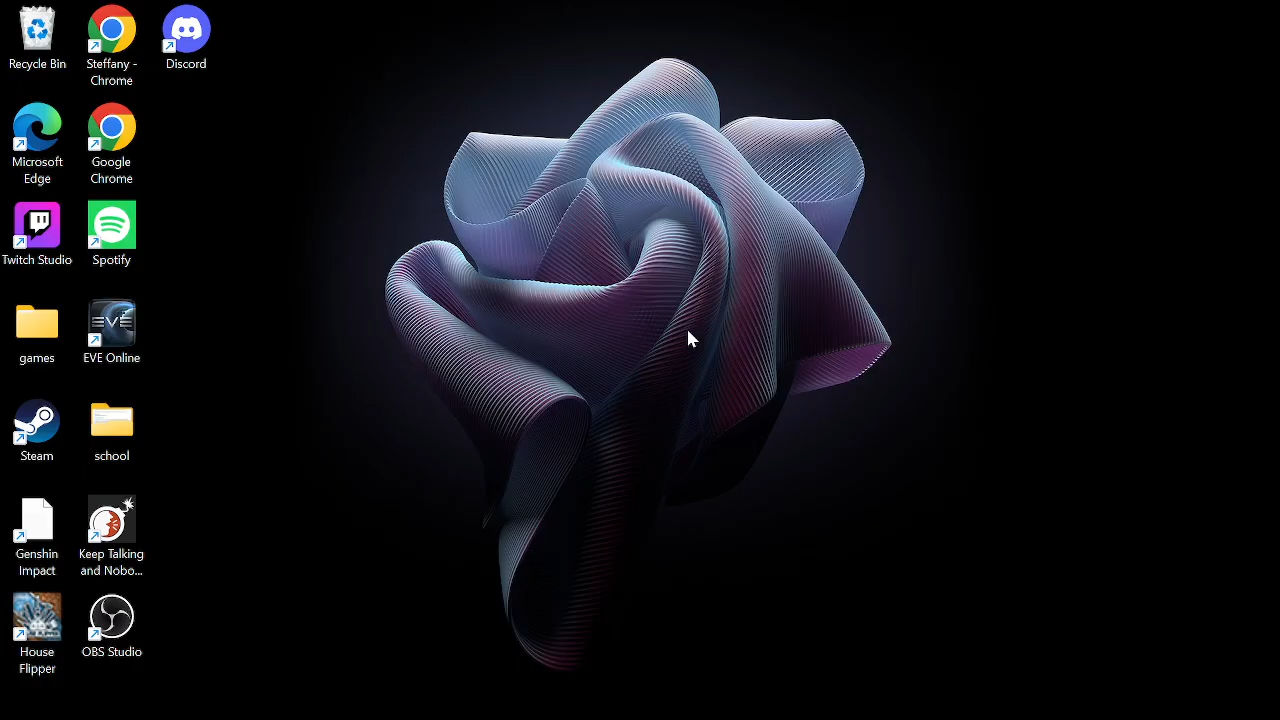 Recycle Bin
Steffany -
Chrome
Discord
Microsoft
Edge
Google
Chrome
Twitch Studio
Spotify
games
EVE
EVE Online
Steam
school
Genshin
Impact
Keep Talking
and Nobo...
House
Flipper
OBS Studio